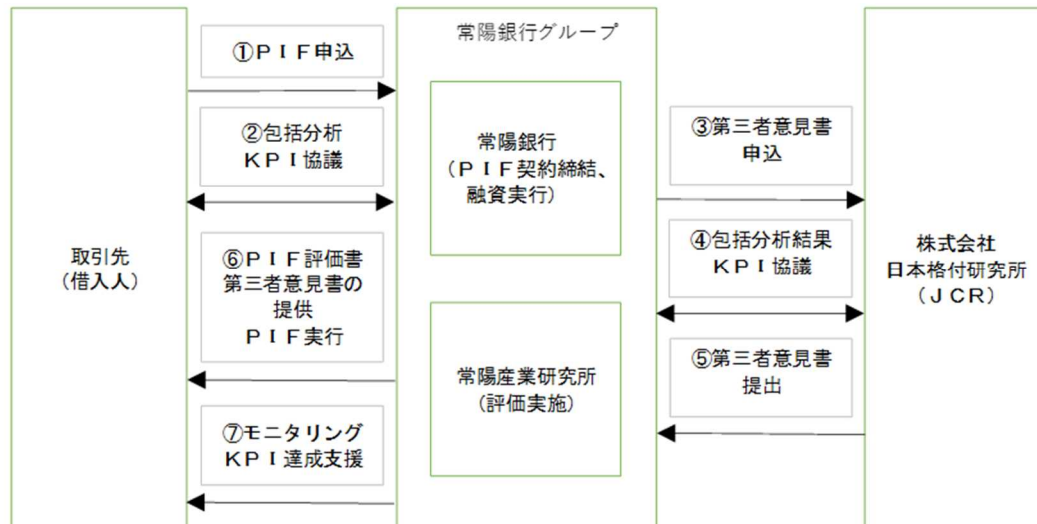 常陽銀行グループ
①ＰＩＦ申込
②包括分析
ＫＰＩ協議
常陽銀行
（ＰＩＦ契約締結、
融資実行）
③第三者意見書
申込
取引先
（借入人）
⑥ＰＩＦ評価書
第三者意見書の
提供
ＰＩＦ実行
④包括分析結果
ＫＰＩ協議
株式会社
日本格付研究所
（ＪＣＲ）
常陽産業研究所
（評価実施）
⑤第三者意見書
提出
⑦モニタリング
ＫＰＩ達成支援